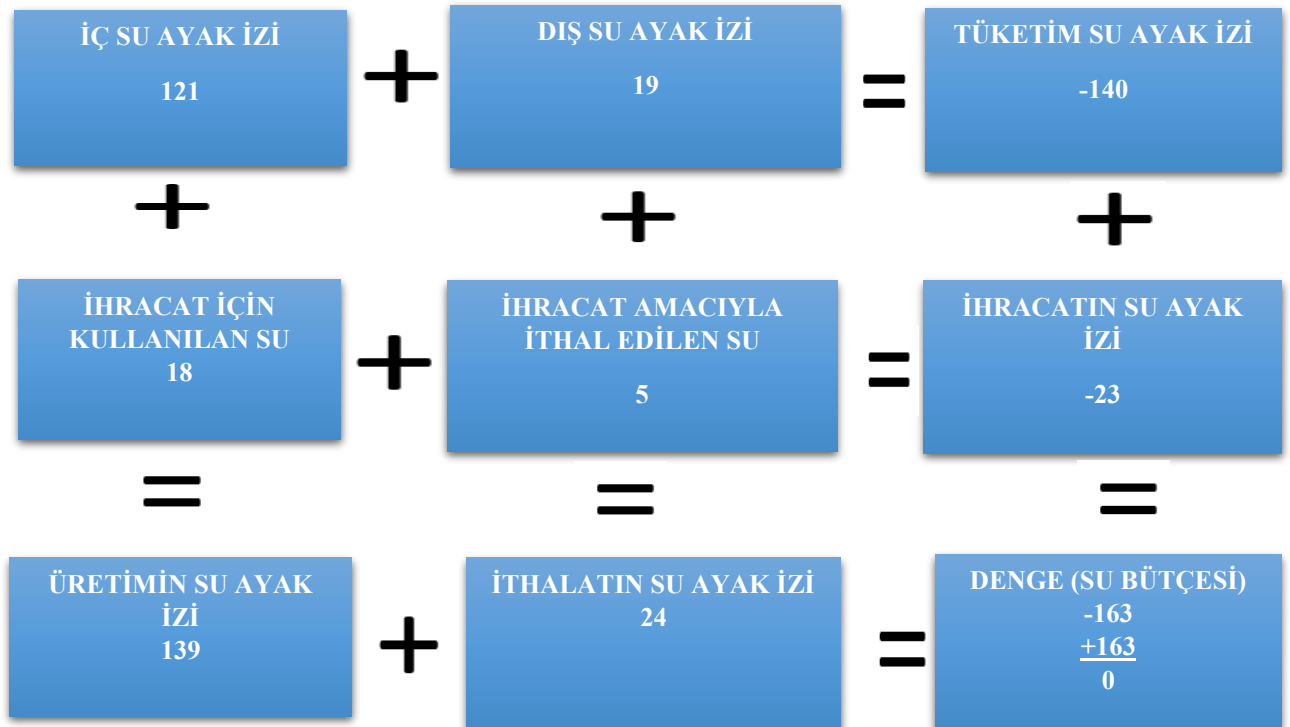 İÇ SU AYAK İZİ
121
+
DIŞ SU AYAK İZİ
19
=
TÜKETİM SU AYAK İZİ
-140
+
+
+
İHRACAT İÇİN
KULLANILAN SU
18
+
İHRACAT AMACIYLA
İTHAL EDİLEN SU
5
=
İHRACATIN SU AYAK
İZİ
-23
=
=
=
ÜRETİMİN SU AYAK
İZİ
139
+
İTHALATIN SU AYAK İZİ
24
=
DENGE (SU BÜTÇESİ)
-163
+163
0